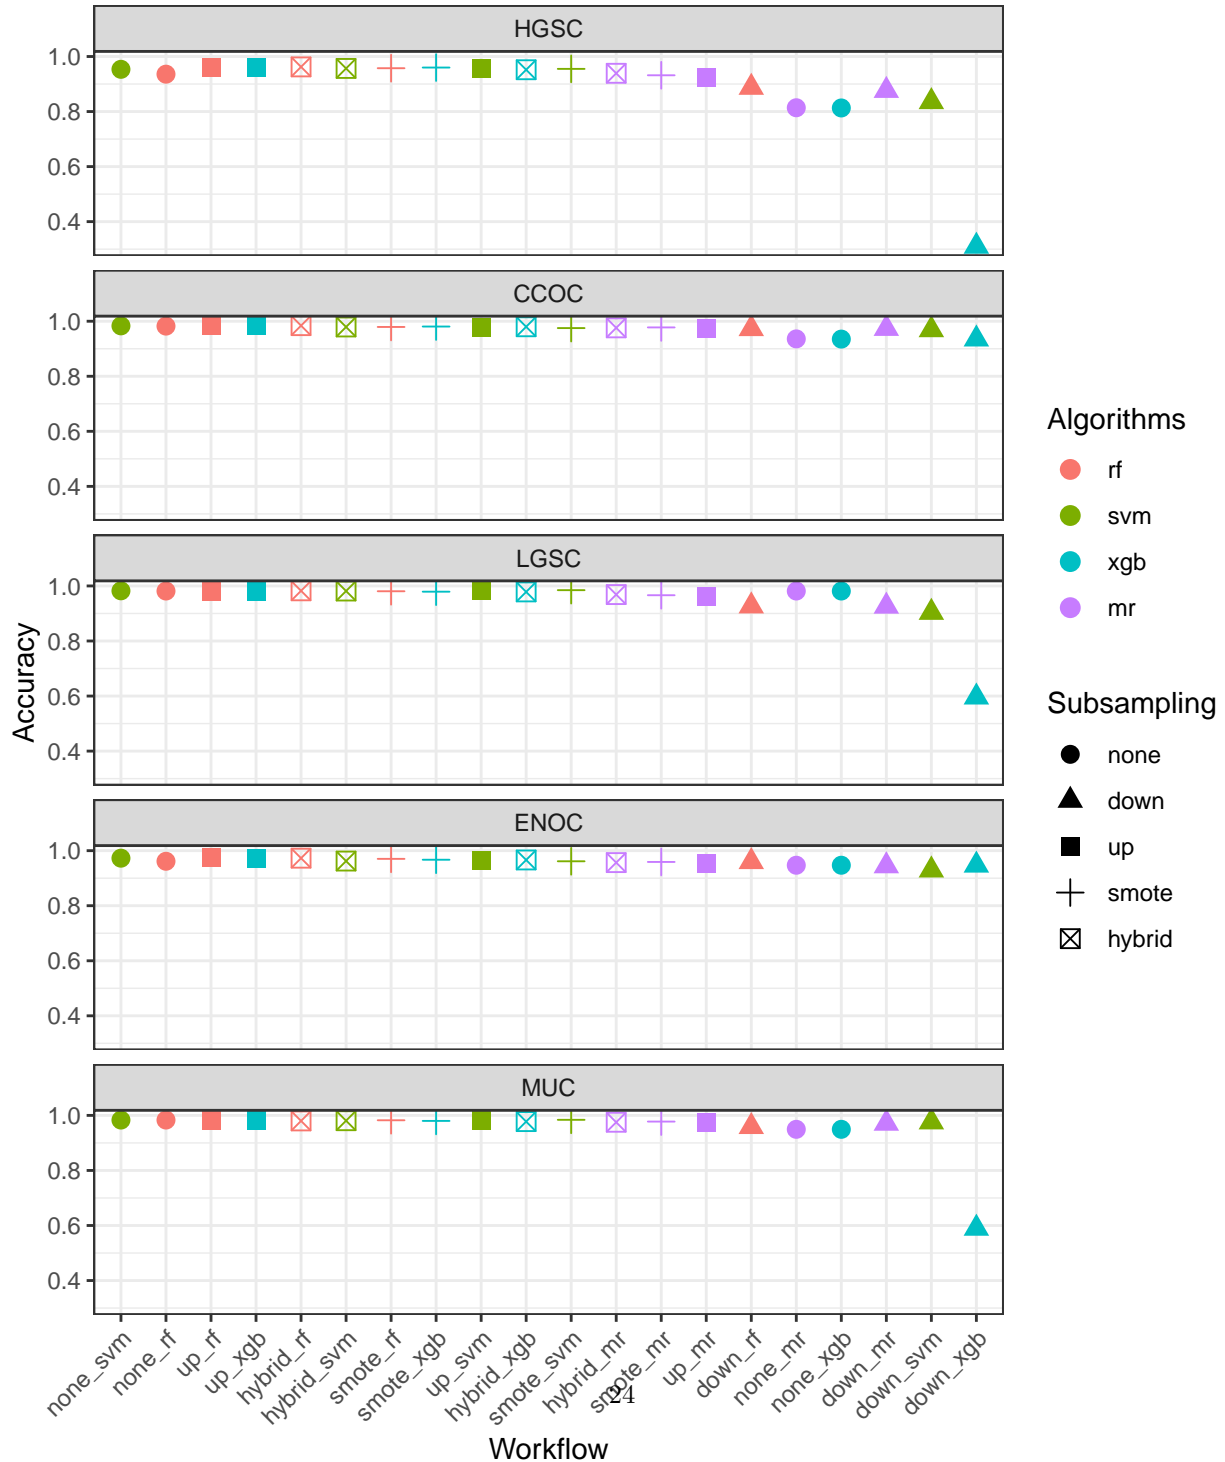 HGSC
1.0
0.8
0.6
0.4
CCOC
1.0
0.8
0.6
0.4
LGSC
1.0
0.8
0.6
0.4
ENOC
1.0
0.8
0.6
0.4
MUC
1.0
0.8
0.6
0.4
Accuracy
none_svm
none_rf
up_rf
up_xgb
hybrid_rf
hybrid_svm
smote_rf
smote_xgb
up_svm
hybrid_xgb
smote_svm
hybrid_mr
smote_mr
up_mr
down_rf
none_mr
none_xgb
down_mr
down_svm
down_xgb
24
Workflow
Algorithms
rf
svm
xgb
mr
Subsampling
none
down
up
smote
hybrid